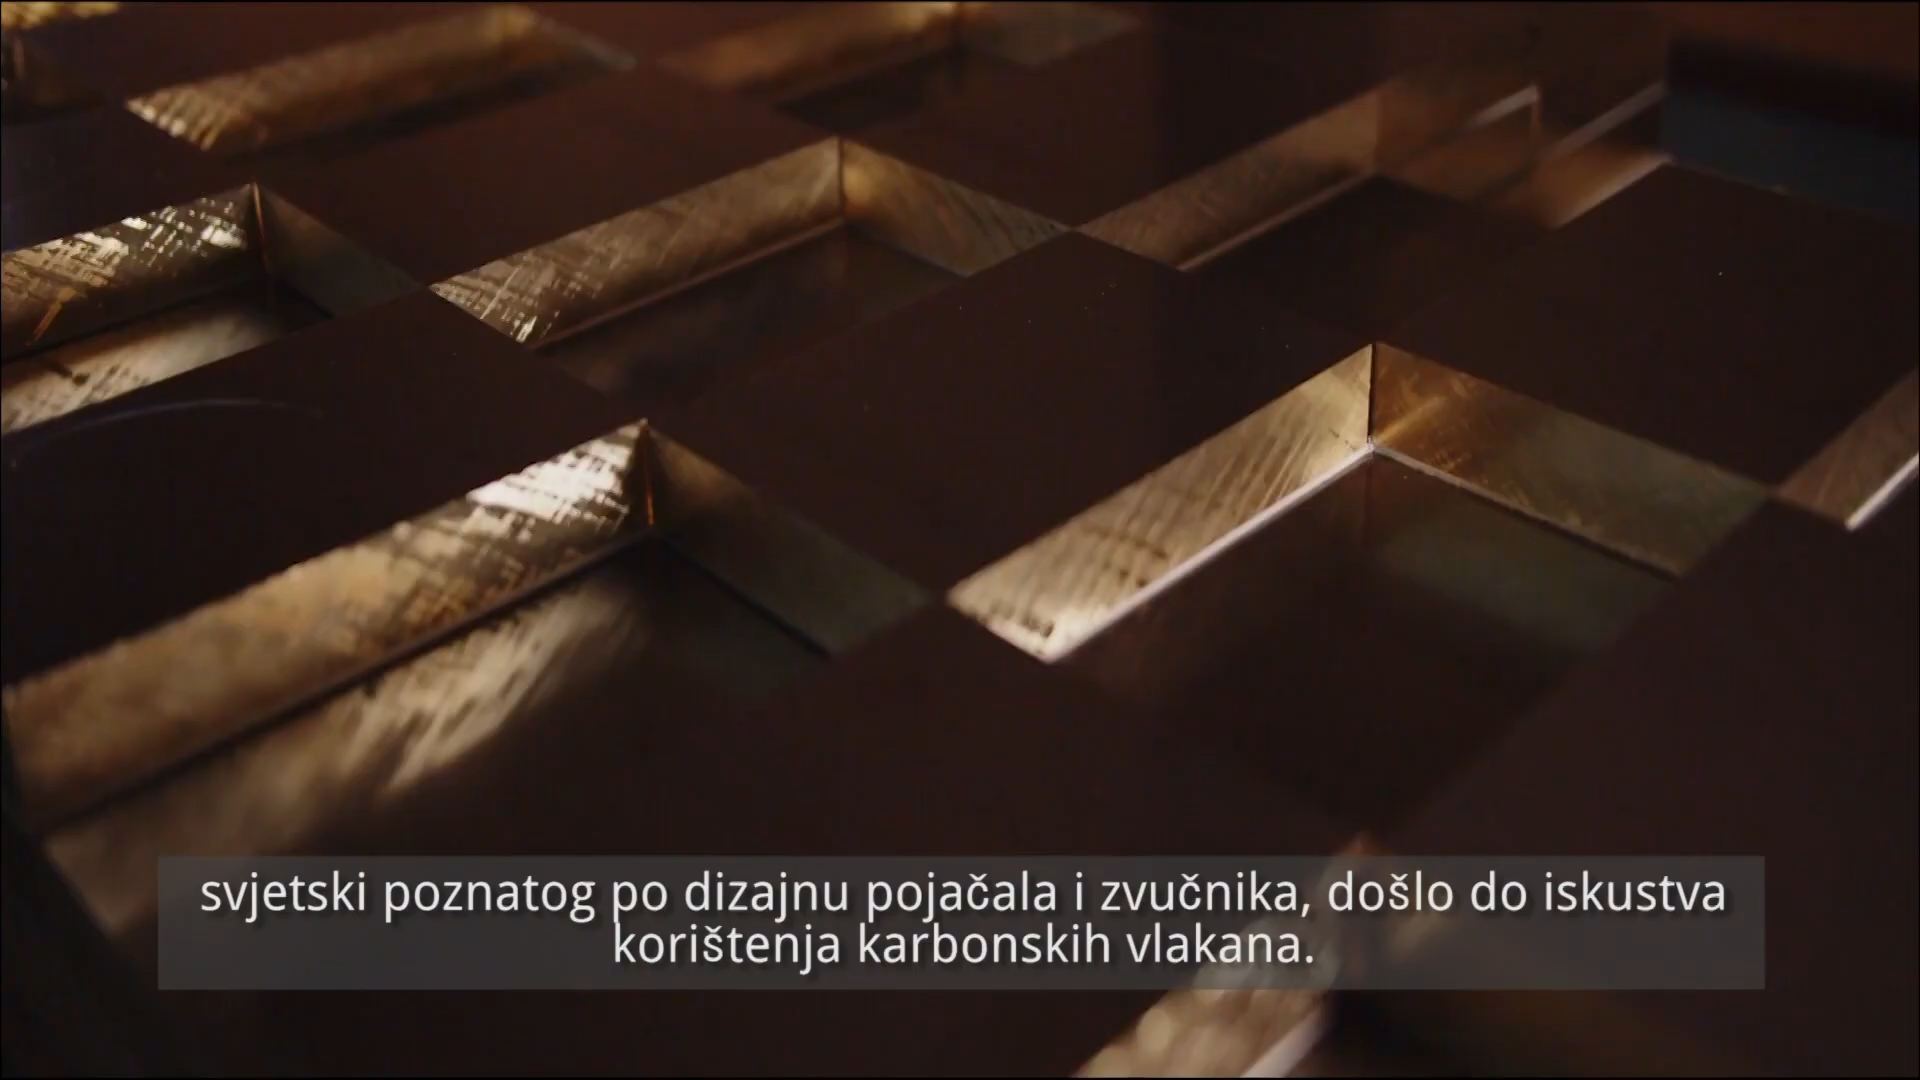 svjetski poznatog po dizajnu pojačala i zvučnika, došlo do iskustva
korištenja karbonskih vlakana.